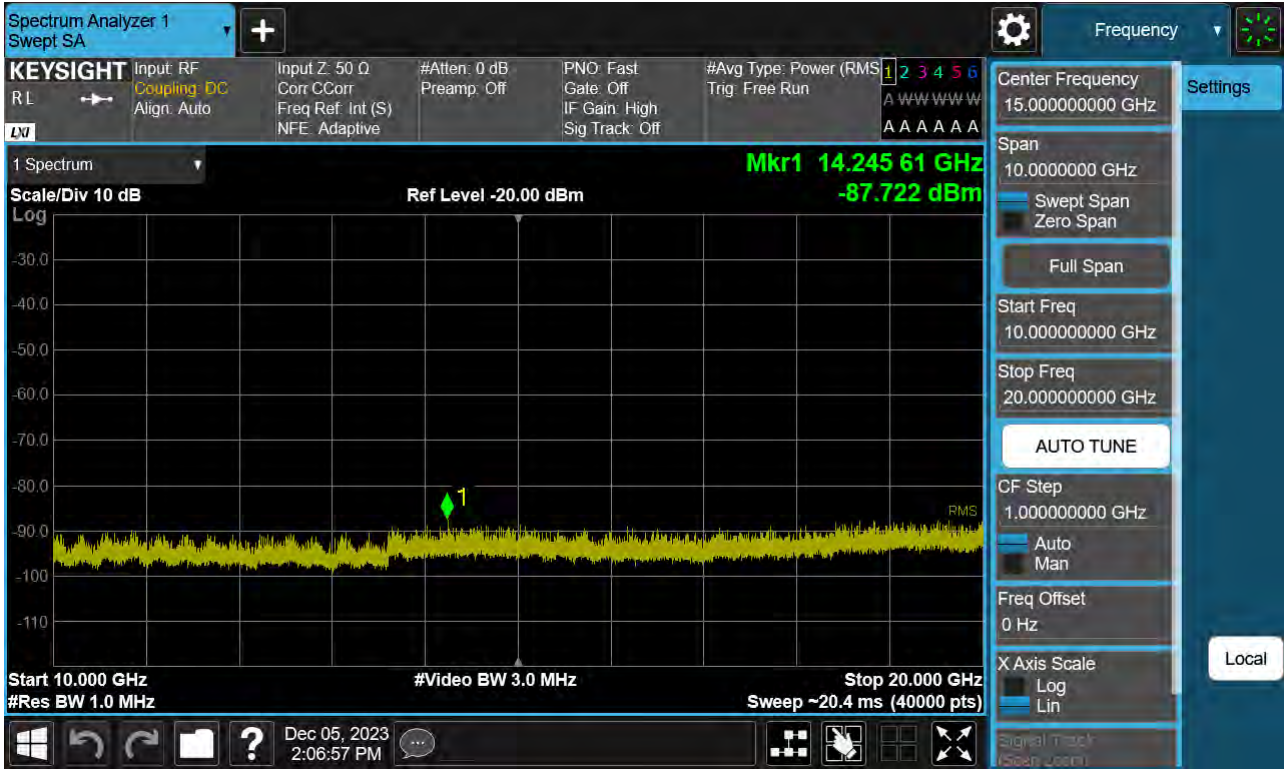 Spectrum Analyzer 1
Swept SA
+
Frequency
KEYSIGHT
RL
LXI
Input: RF
Coupling: DC
Align: Auto
Input Z: 50 Ω
Corr CCorr
Freq Ref: Int (S)
NFE: Adaptive
#Atten: 0 dB
Preamp: Off
PNO: Fast
Gate: Off
IF Gain: High
Sig Track: Off
#Avg Type: Power (RMS
Trig: Free Run
1 2 3 4 5 6
A W W W W W
A A A A A A
1 Spectrum
Scale/Div 10 dB
Log
Ref Level -20.00 dBm
Mkr1 14.245 61 GHz
-87.722 dBm
-30.0
-40.0
-50.0
-60.0
-70.0
-80.0
1
RMS
-90.0
-100
-110
Start 10.000 GHz
#Res BW 1.0 MHz
#Video BW 3.0 MHz
Stop 20.000 GHz
Sweep ~20.4 ms (40000 pts)
Dec 05, 2023
2:06:57 PM
?
Center Frequency
15.000000000 GHz
Span
10.0000000 GHz
Swept Span
Zero Span
Full Span
Start Freq
10.000000000 GHz
Stop Freq
20.000000000 GHz
AUTO TUNE
CF Step
1.000000000 GHz
Auto
Man
Freq Offset
0 Hz
X Axis Scale
Log
Lin
Signal Track
(Span Zoom)
Settings
Local